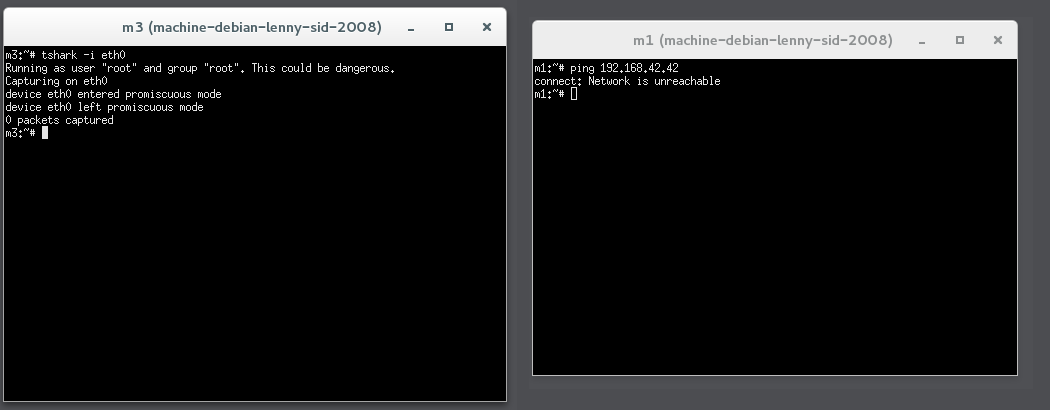 m3 (machine-debian-lenny-sid-2008)
m3:~# tshark -i eth0
Running as user "root" and group "root". This could be dangerous.
Capturing on eth0
device eth0 entered promiscuous mode
device eth0 left promiscuous mode
0 packets captured
m3:~#
m1 (machine-debian-lenny-sid-2008)
m1:~# ping 192.168.42.42
connect: Network is unreachable
m1:~#